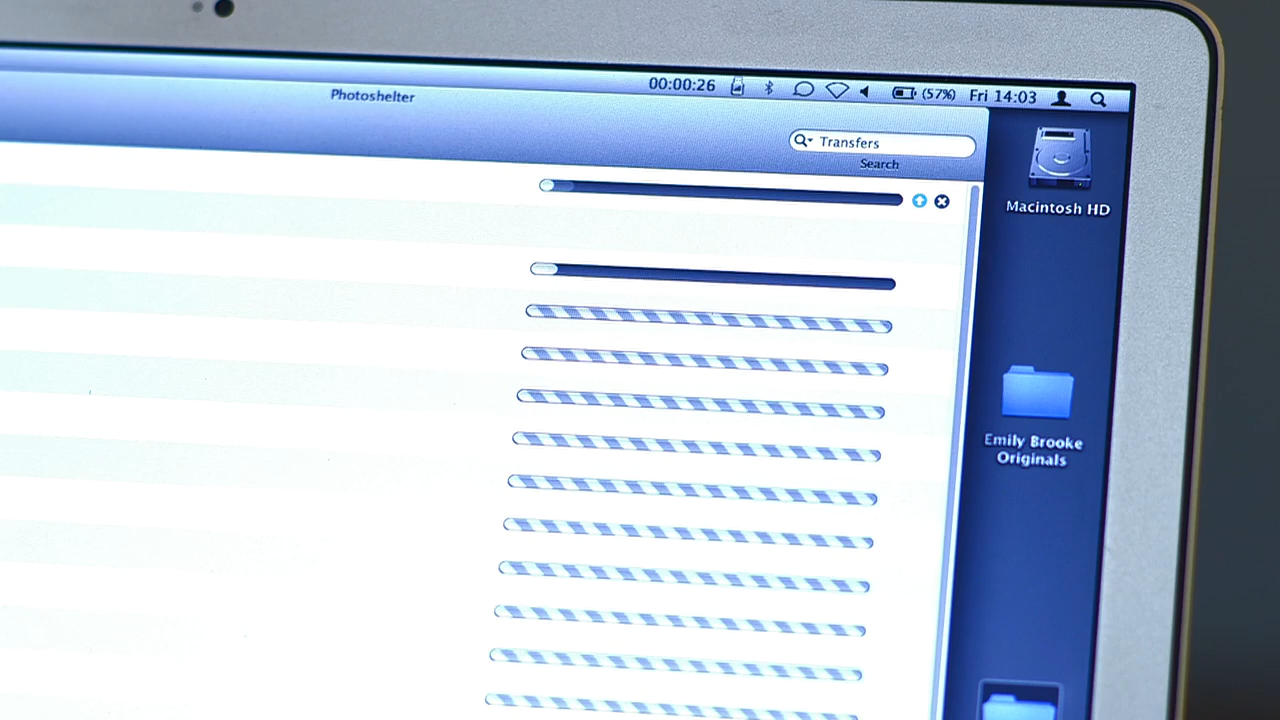 00:00:26 (57%) Fri 14:03
Photoshelter
Transfers
Search
Macintosh HD
Emily Brooke
Originals